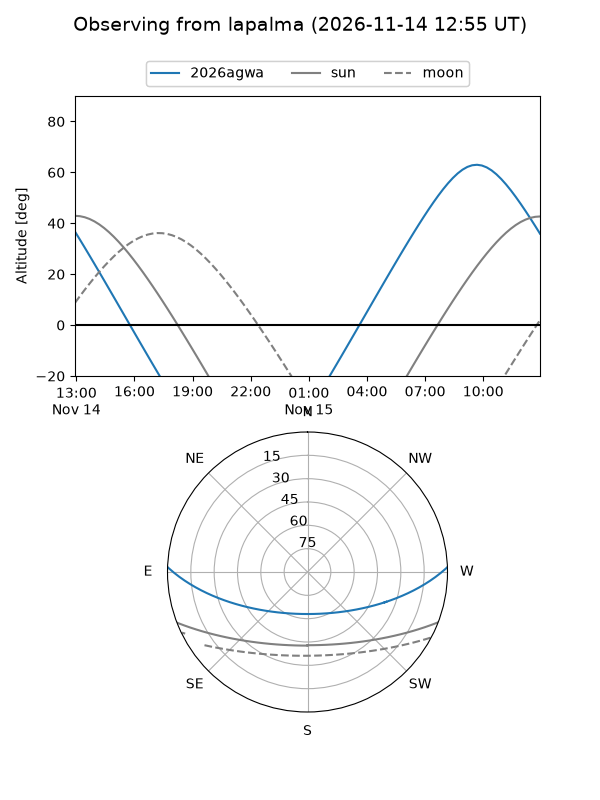 Observing from lapalma (2026-11-14 12:55 UT)
2026agwa sun moon
Altitude [deg]
80
60
40
20
0
−20
13:00 16:00 19:00 22:00 01:00 04:00 07:00 10:00
Nov 14 Nov 15
N
NE NW
15
30
45
60
75
E W
SE SW
S